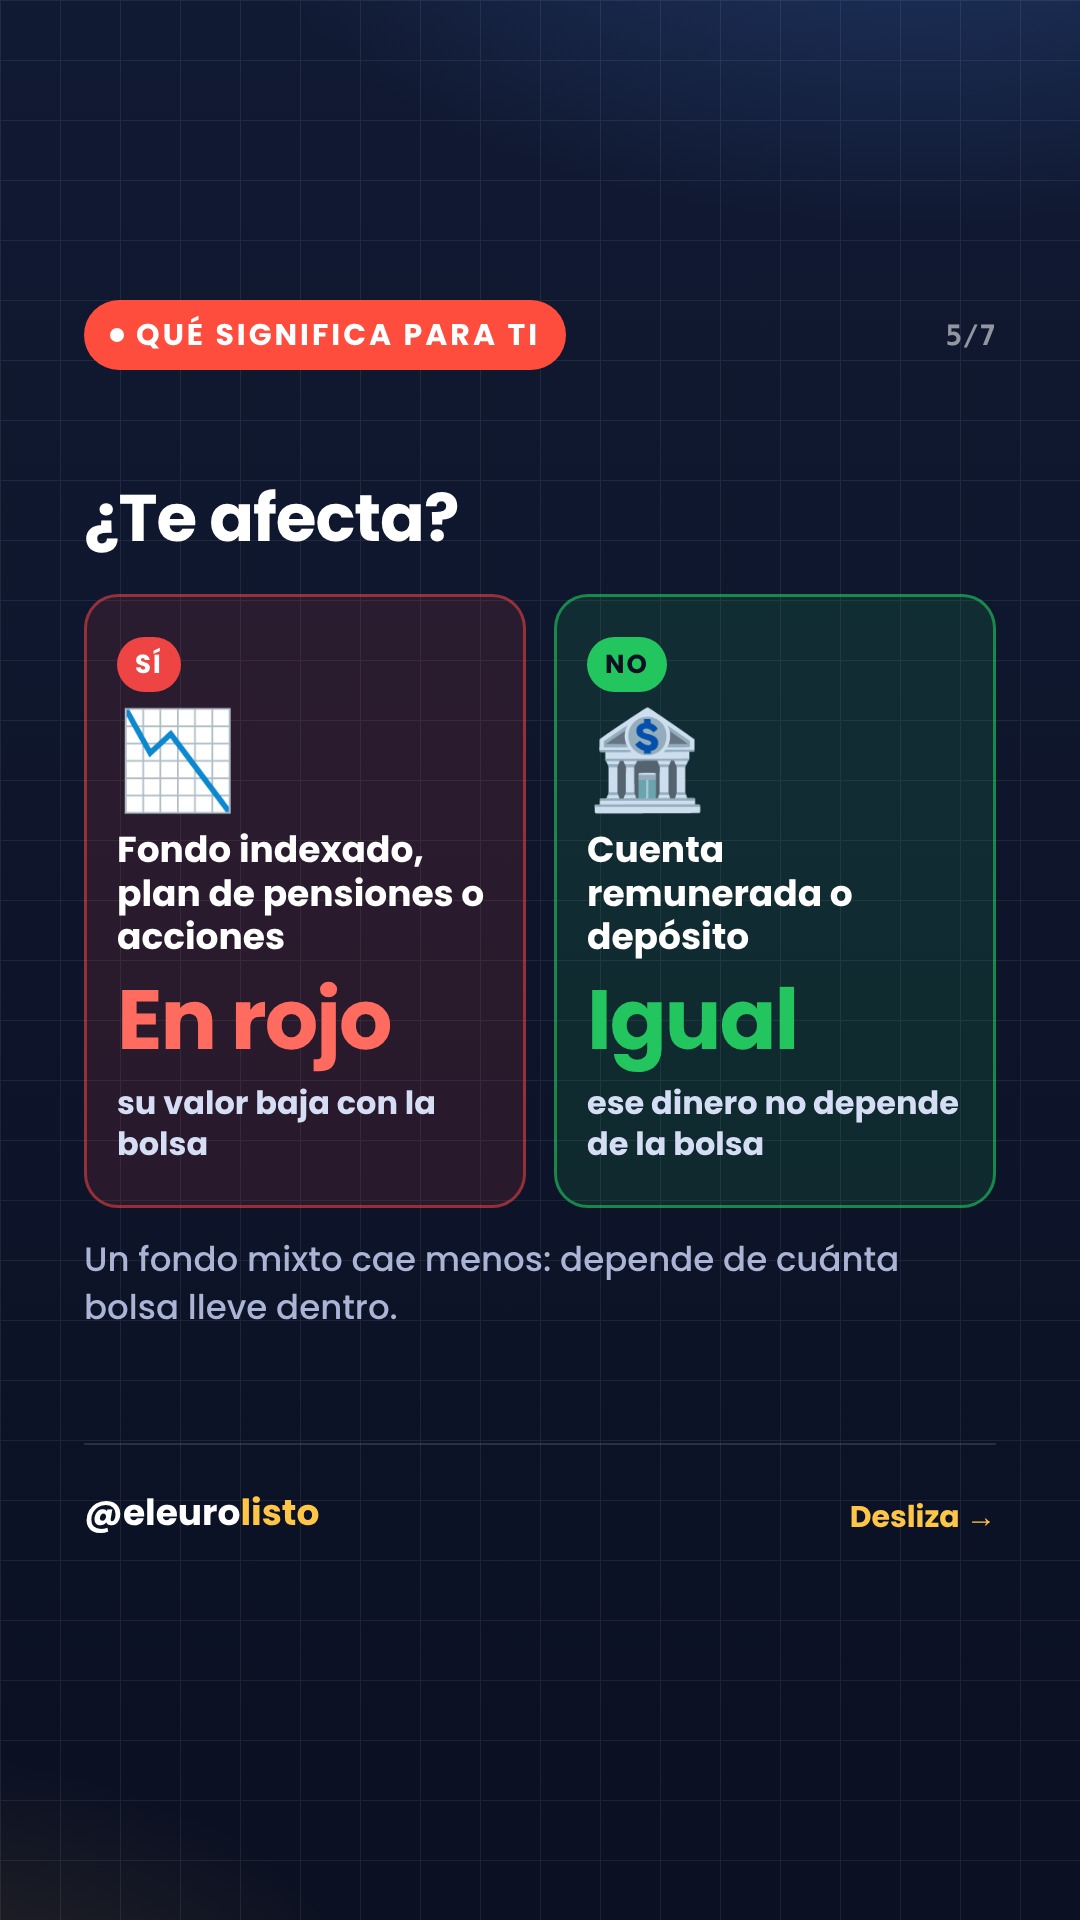 QUÉ SIGNIFICA PARA TI
5/7
¿Te afecta?
SÍ
Fondo indexado,
plan de pensiones o
acciones
En rojo
su valor baja con la
bolsa
NO
$
Cuenta
remunerada o
depósito
Igual
ese dinero no depende
de la bolsa
Un fondo mixto cae menos: depende de cuánta
bolsa lleve dentro.
@eleurolisto
Desliza →